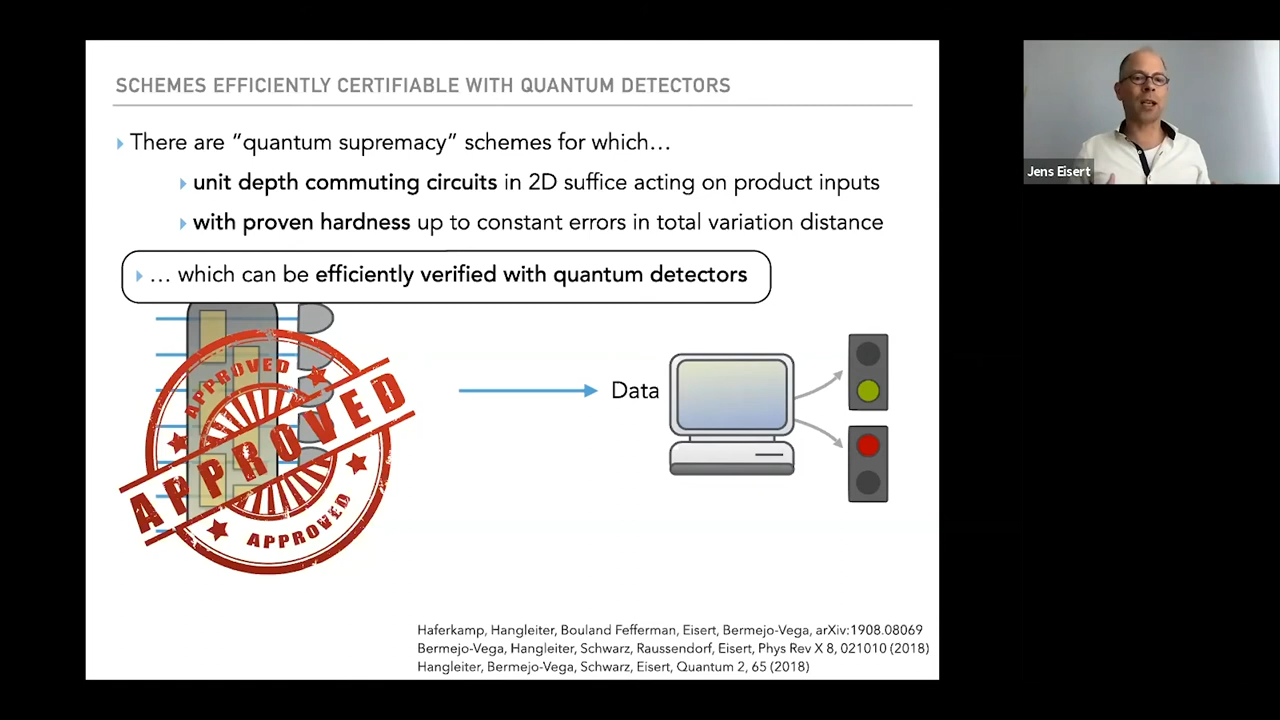 SCHEMES EFFICIENTLY CERTIFIABLE WITH QUANTUM DETECTORS
There are “quantum supremacy” schemes for which…
unit depth commuting circuits in 2D suffice acting on product inputs
with proven hardness up to constant errors in total variation distance
… which can be efficiently verified with quantum detectors
APPROVED
APPROVED
APPROVED
Data
Haferkamp, Hangleiter, Bouland Fefferman, Eisert, Bermejo-Vega, arXiv:1908.08069
Bermejo-Vega, Hangleiter, Schwarz, Raussendorf, Eisert, Phys Rev X 8, 021010 (2018)
Hangleiter, Bermejo-Vega, Schwarz, Eisert, Quantum 2, 65 (2018)
Jens Eisert